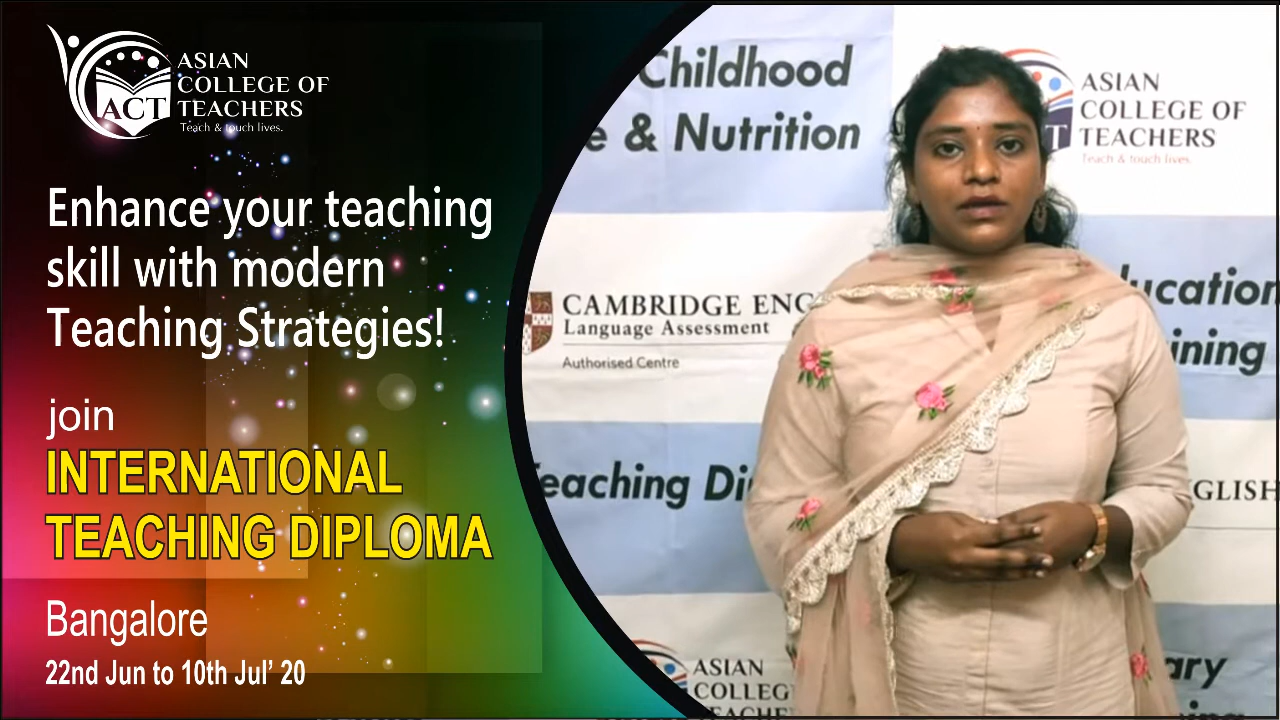 ASIAN
COLLEGE OF
TEACHERS
Teach & touch lives.
ACT
Enhance your teaching
skill with modern
Teaching Strategies!
join
INTERNATIONAL
TEACHING DIPLOMA
Bangalore
22nd Jun to 10th Jul’ 20
Childhood
e & Nutrition
ASIAN
COLLEGE OF
TEACHERS
Teach & touch lives.
CAMBRIDGE ENG
Language Assessment
Authorised Centre
ucation
ining
eaching Di
GLISH
ASIAN
COLLEG
TEACHERS
ary